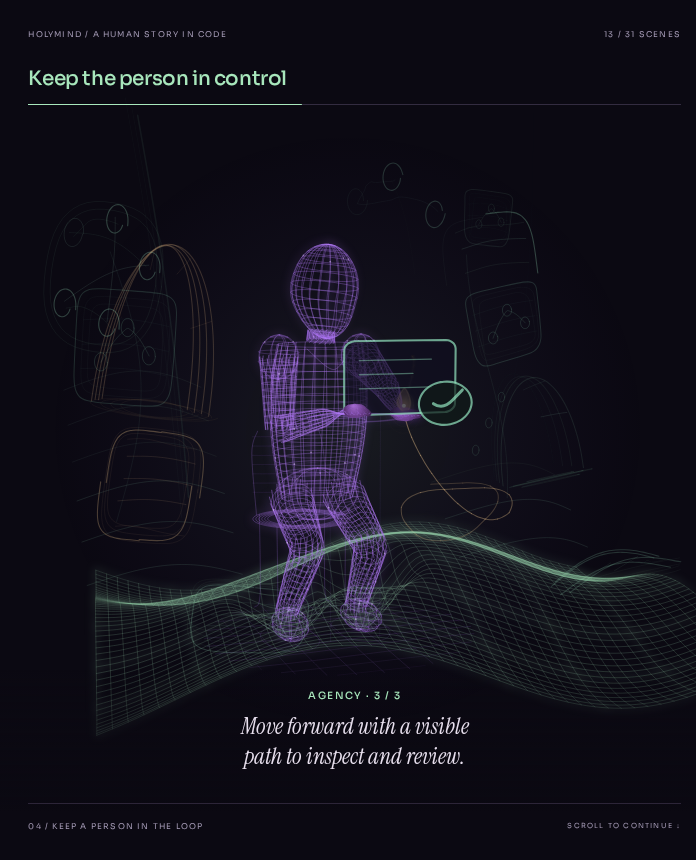 HOLYMIND / A HUMAN STORY IN CODE
13 / 31 SCENES
Keep the person in control
AGENCY · 3 / 3
Move forward with a visible
path to inspect and review.
04 / KEEP A PERSON IN THE LOOP
SCROLL TO CONTINUE ↓